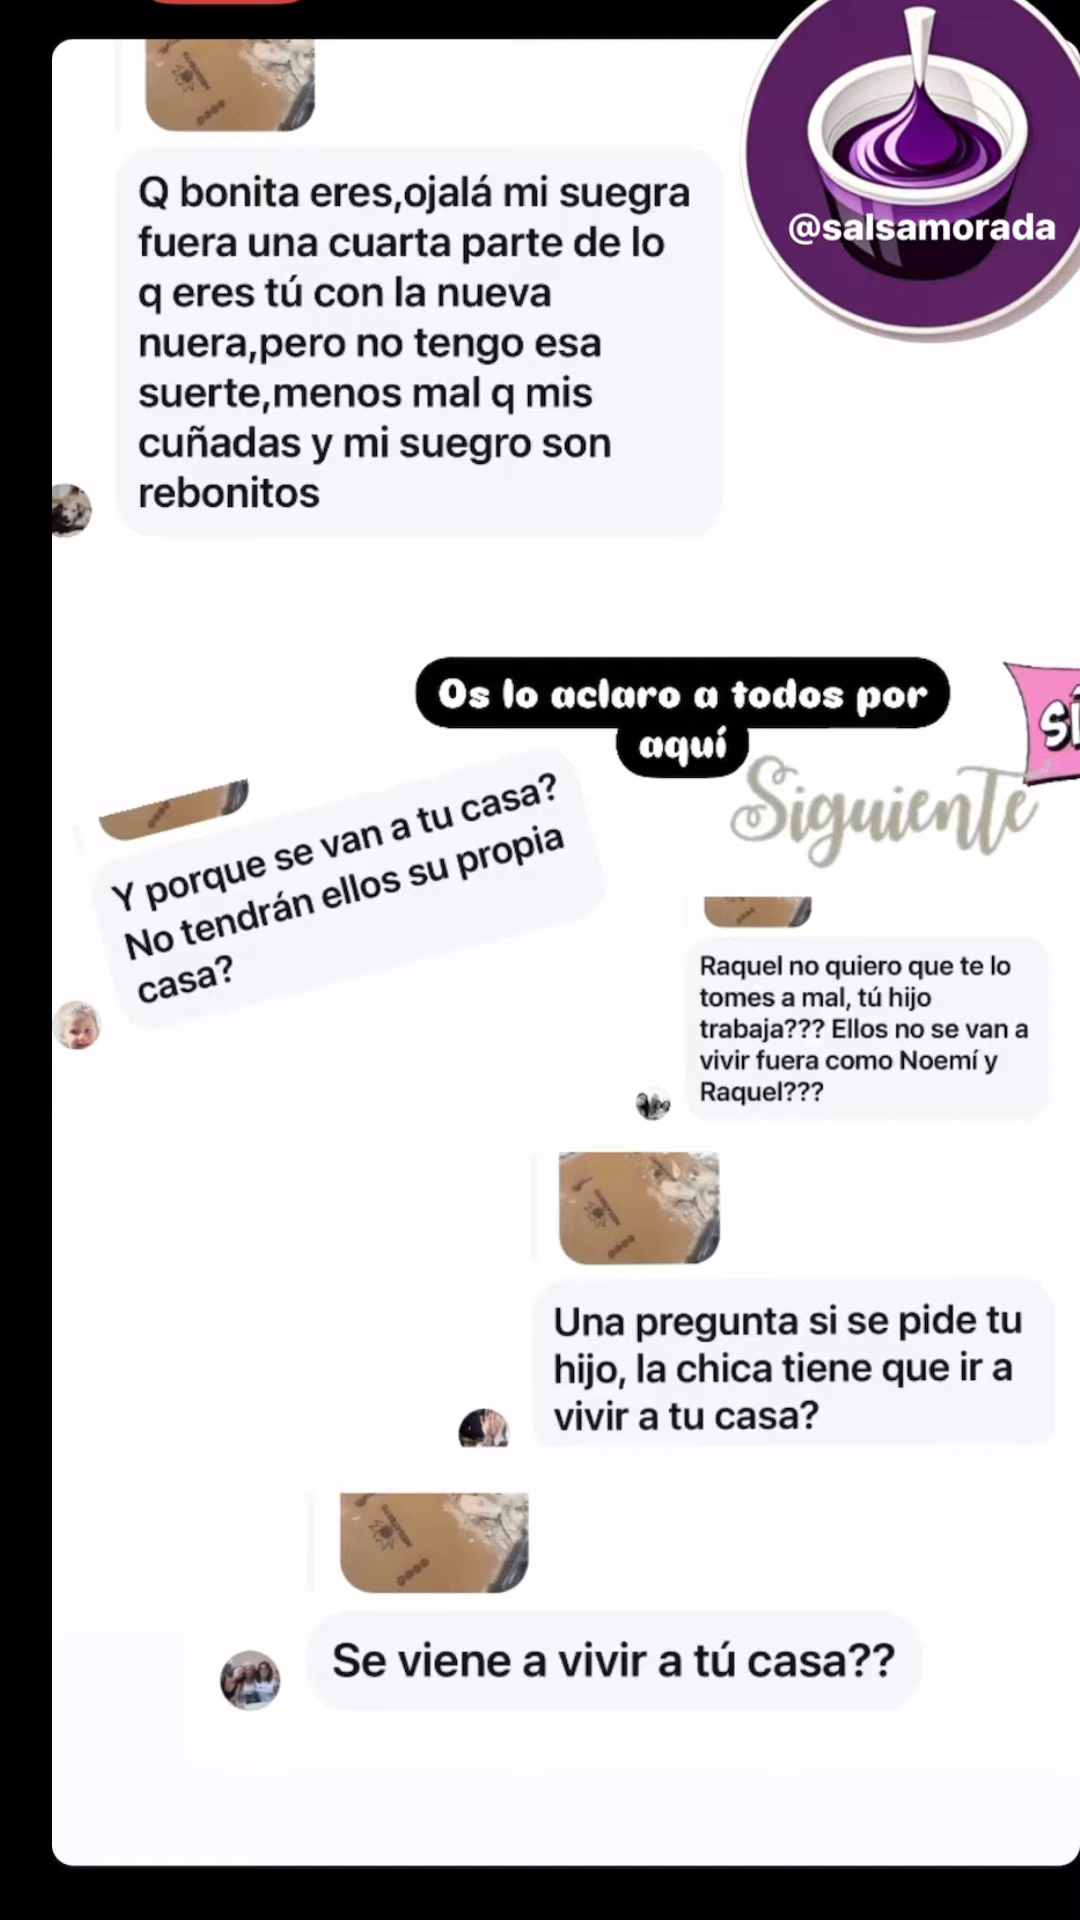 @salsamorada
Q bonita eres,ojalá mi suegra
fuera una cuarta parte de lo
q eres tú con la nueva
nuera,pero no tengo esa
suerte,menos mal q mis
cuñadas y mi suegro son
rebonitos
Os lo aclaro a todos por
aquí
SÍ
Siguiente
Y porque se van a tu casa?
No tendrán ellos su propia
casa?
Raquel no quiero que te lo
tomes a mal, tú hijo
trabaja??? Ellos no se van a
vivir fuera como Noemí y
Raquel???
Una pregunta si se pide tu
hijo, la chica tiene que ir a
vivir a tu casa?
Se viene a vivir a tú casa??